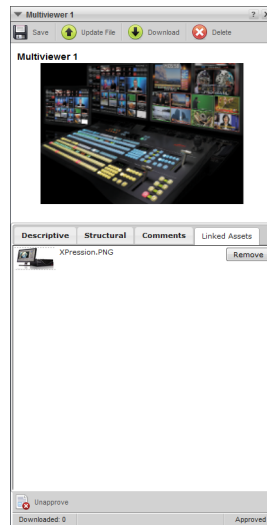 Multiviewer 1 ? X
Save Update File Download Delete
Multiviewer 1
Descriptive Structural Comments Linked Assets
XPression.PNG Remove
Unapprove
Downloaded: 0 Approved